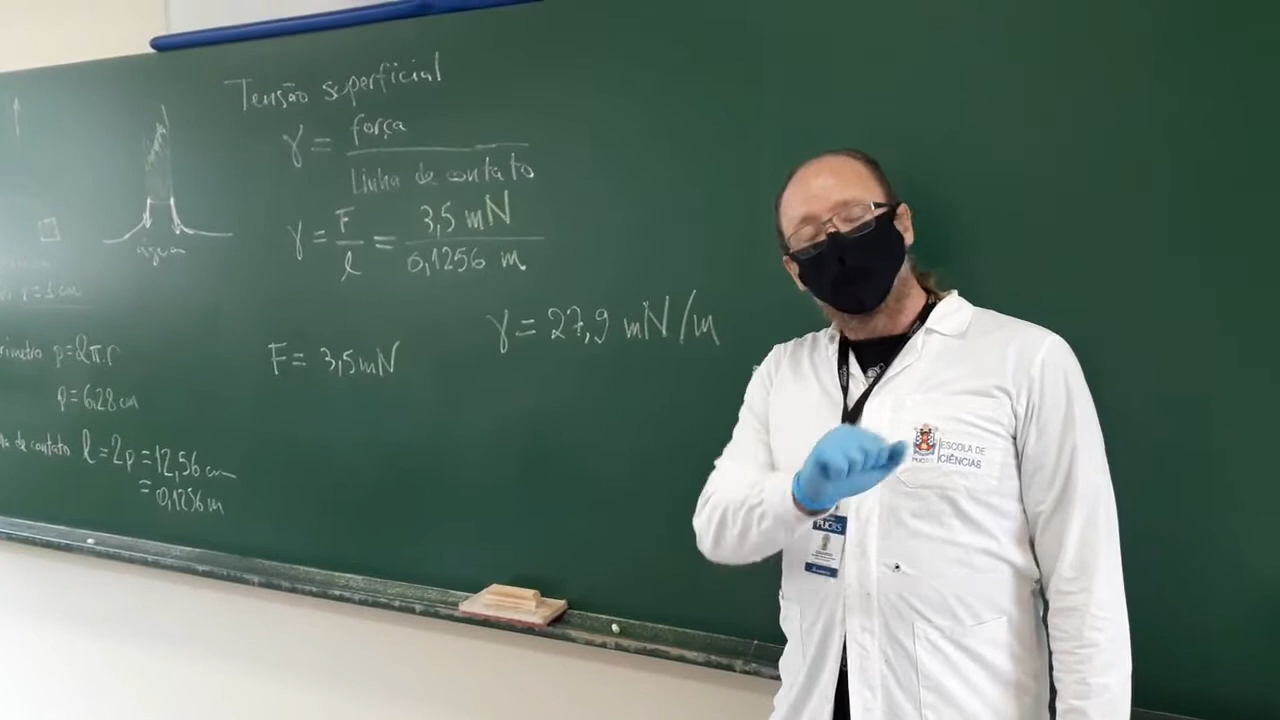 Tensão superficial
γ = força / Linha de contato
γ = F / l = 3,5 mN / 0,1256 m
γ = 27,9 mN/m
F = 3,5 mN
água
r = 1 cm
p = 2π.r
p = 6,28 cm
de contato l = 2p = 12,56 cm
= 0,1256 m
PUCRS
ESCOLA DE
CIÊNCIAS
PUCRS